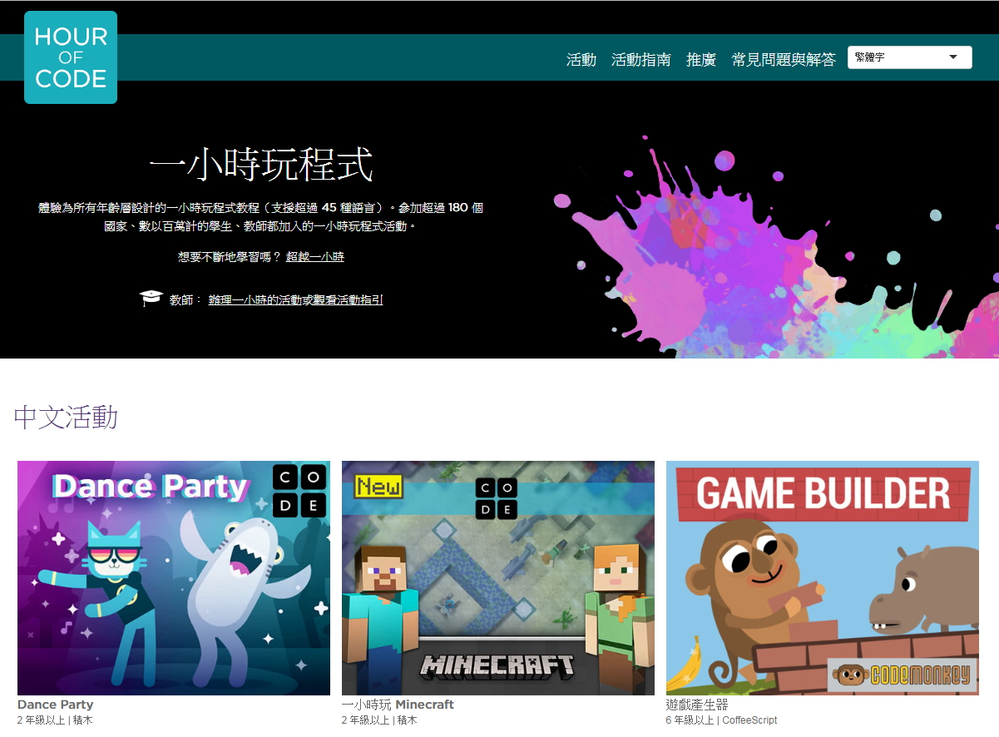 HOUR
OF
CODE
活動 活動指南 推廣 常見問題與解答 繁體字
一小時玩程式
體驗為所有年齡層設計的一小時玩程式教程（支援超過 45 種語言）。參加超過 180 個
國家、數以百萬計的學生、教師都加入的一小時玩程式活動。
想要不斷地學習嗎？ 超越一小時
教師： 辦理一小時的活動或觀看活動指引
中文活動
Dance Party
C O
D E
New
C O
D E
MINECRAFT
GAME BUILDER
CODEMONKEY
Dance Party
2 年級以上 | 積木
一小時玩 Minecraft
2 年級以上 | 積木
遊戲產生器
6 年級以上 | CoffeeScript